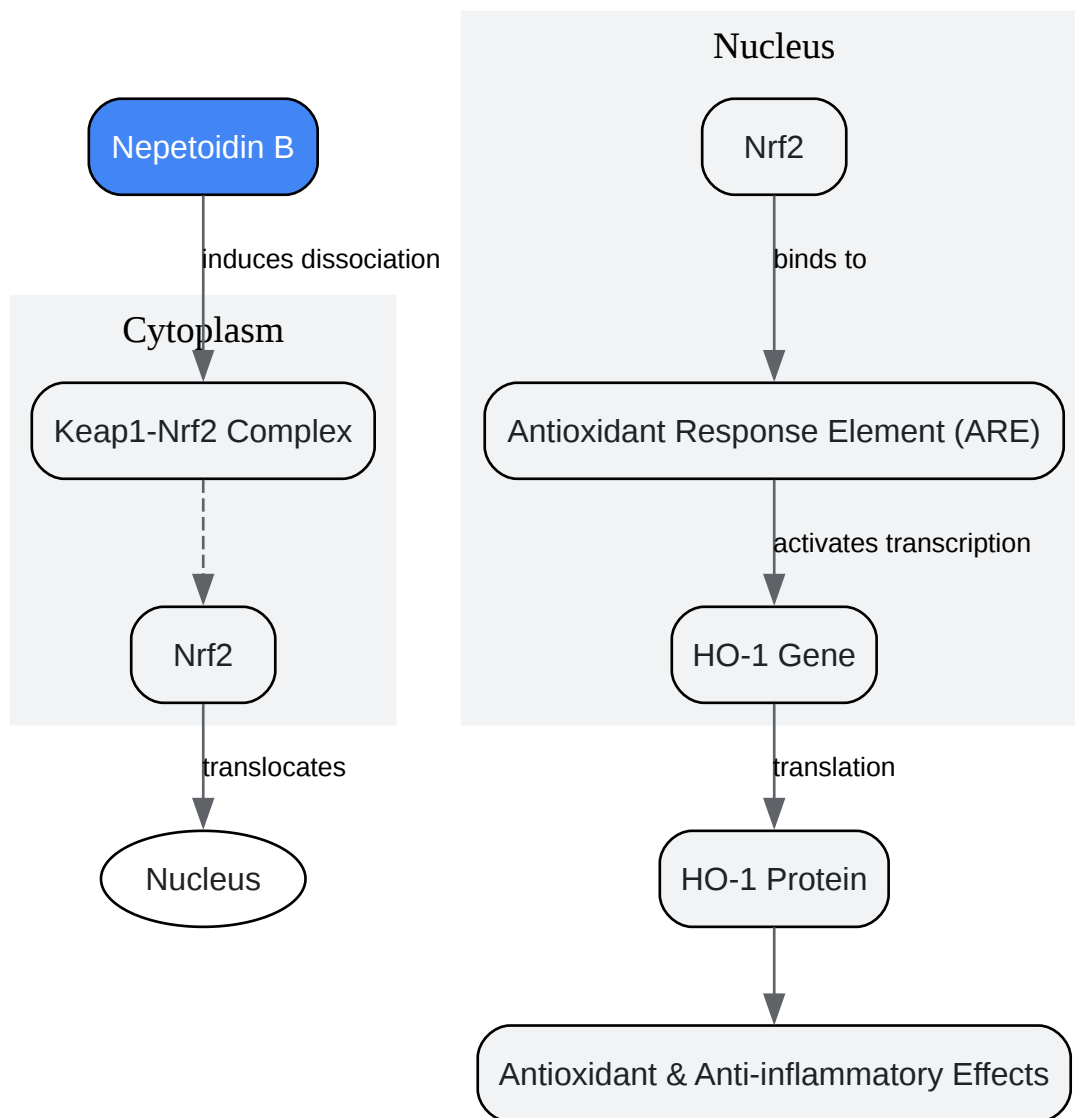 Nepetoidin B
induces dissociation
Cytoplasm
Keap1-Nrf2 Complex
Nrf2
translocates
Nucleus
Nucleus
Nrf2
binds to
Antioxidant Response Element (ARE)
activates transcription
HO-1 Gene
translation
HO-1 Protein
Antioxidant & Anti-inflammatory Effects